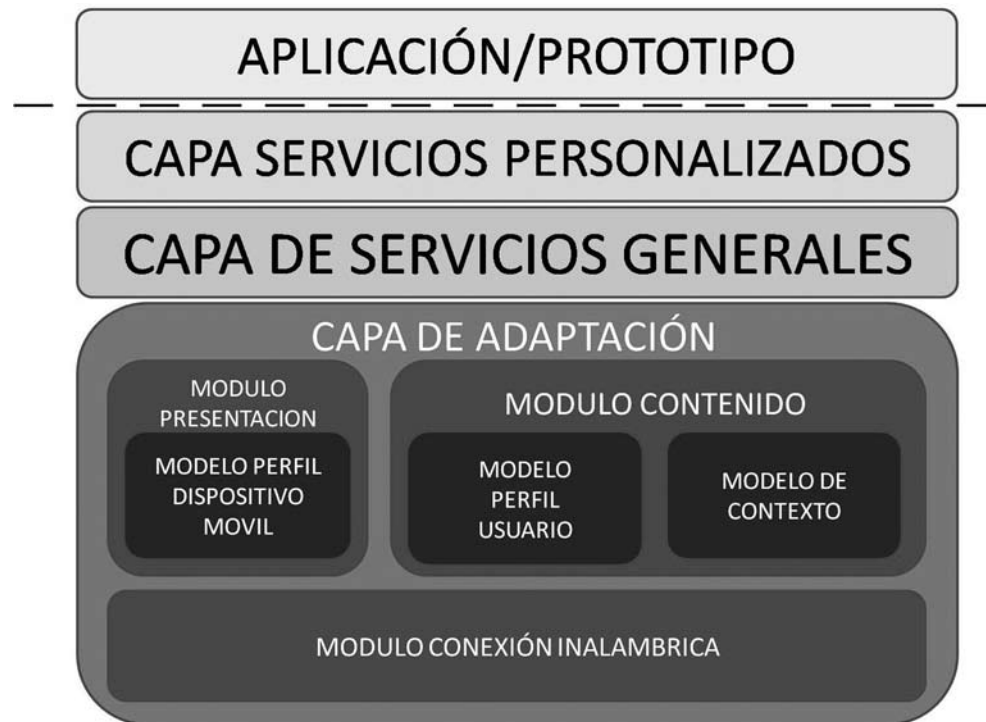 APLICACIÓN/PROTOTIPO
CAPA SERVICIOS PERSONALIZADOS
CAPA DE SERVICIOS GENERALES
CAPA DE ADAPTACIÓN
MODULO
PRESENTACION
MODELO PERFIL
DISPOSITIVO
MOVIL
MODULO CONTENIDO
MODELO
PERFIL
USUARIO
MODELO DE
CONTEXTO
MODULO CONEXIÓN INALAMBRICA